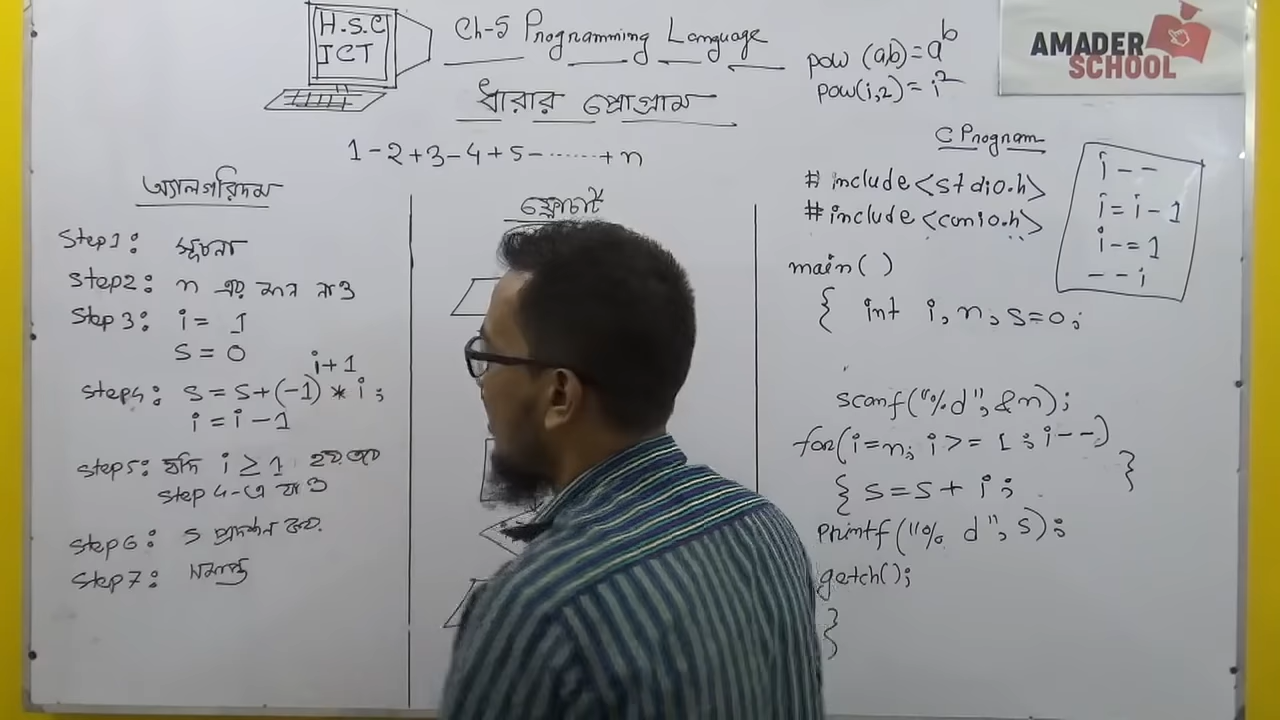 H.S.C
ICT
Ch-5 Programming Language
ধারার প্রোগ্রাম
1-2+3-4+5-......+n
pow (a,b)=a^b
pow(i,2)=i^2
AMADER
SCHOOL
অ্যালগরিদম
Step1: সূচনা
Step2: n এর মান নাও
Step 3: i= 1
s = 0
Step4: s=s+(-1)^i+1 * i;
i=i-1
Step5: যদি i ≥ 1 হয় তবে
Step 4-এ যাও
Step6: s প্রদর্শন কর.
Step7: সমাপ্ত
ফ্লোচার্ট
C Program
#include<stdio.h>
#include<conio.h>
main( )
{ int i, n, s=0;
scanf("%d", &n);
for(i=n; i>= 1; i--)
{ s=s+ i; }
printf("% d", s);
getch();
}
i--
i=i-1
i-=1
--i